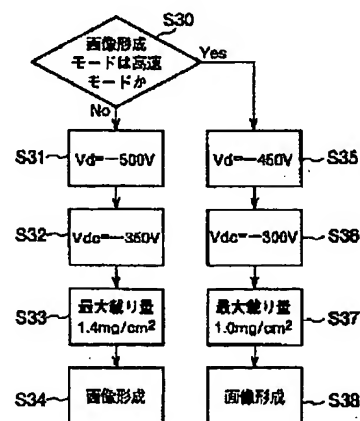 S30
画像形成
モードは高速
モードか
Yes
No
S31
Vd=-500V
Vd=-450V
S35
S32
Vdc=-350V
Vdc=-300V
S36
S33
最大載り量
1.4mg/cm²
最大載り量
1.0mg/cm²
S37
S34
画像形成
画像形成
S38